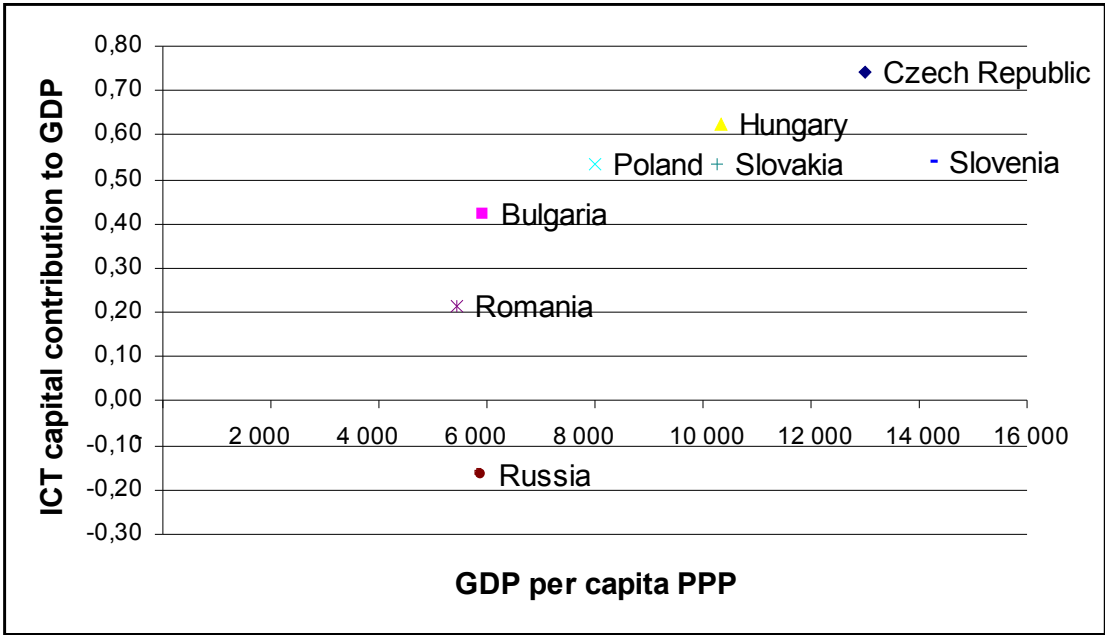 ICT capital contribution to GDP
0,80
0,70
0,60
0,50
0,40
0,30
0,20
0,10
0,00
-0,10
-0,20
-0,30
Czech Republic
Hungary
Poland
Slovakia
Slovenia
Bulgaria
Romania
-
2 000
4 000
6 000
8 000
10 000
12 000
14 000
16 000
Russia
GDP per capita PPP